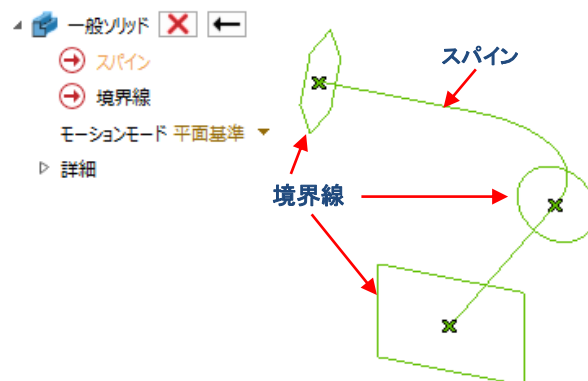 一般ソリッド
スパイン
境界線
モーションモード 平面基準
詳細
スパイン
境界線